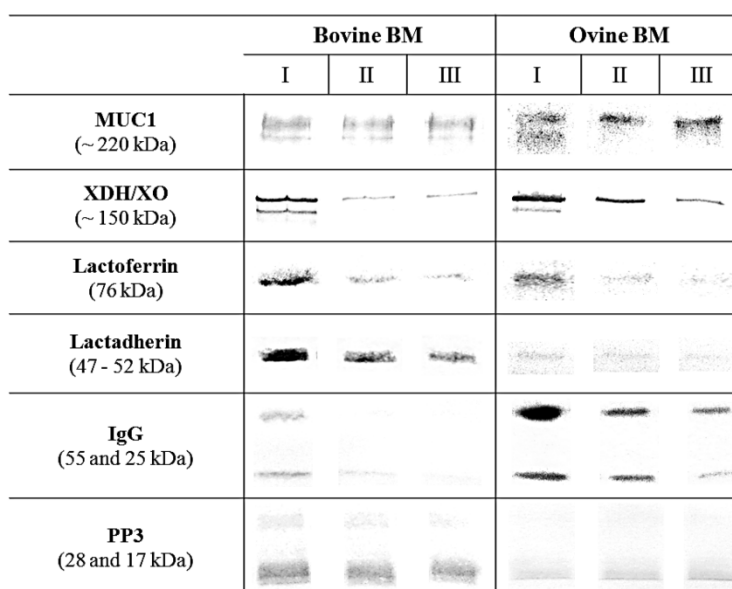 Bovine BM Ovine BM
I II III I II III
MUC1
(~ 220 kDa)
XDH/XO
(~ 150 kDa)
Lactoferrin
(76 kDa)
Lactadherin
(47 - 52 kDa)
IgG
(55 and 25 kDa)
PP3
(28 and 17 kDa)